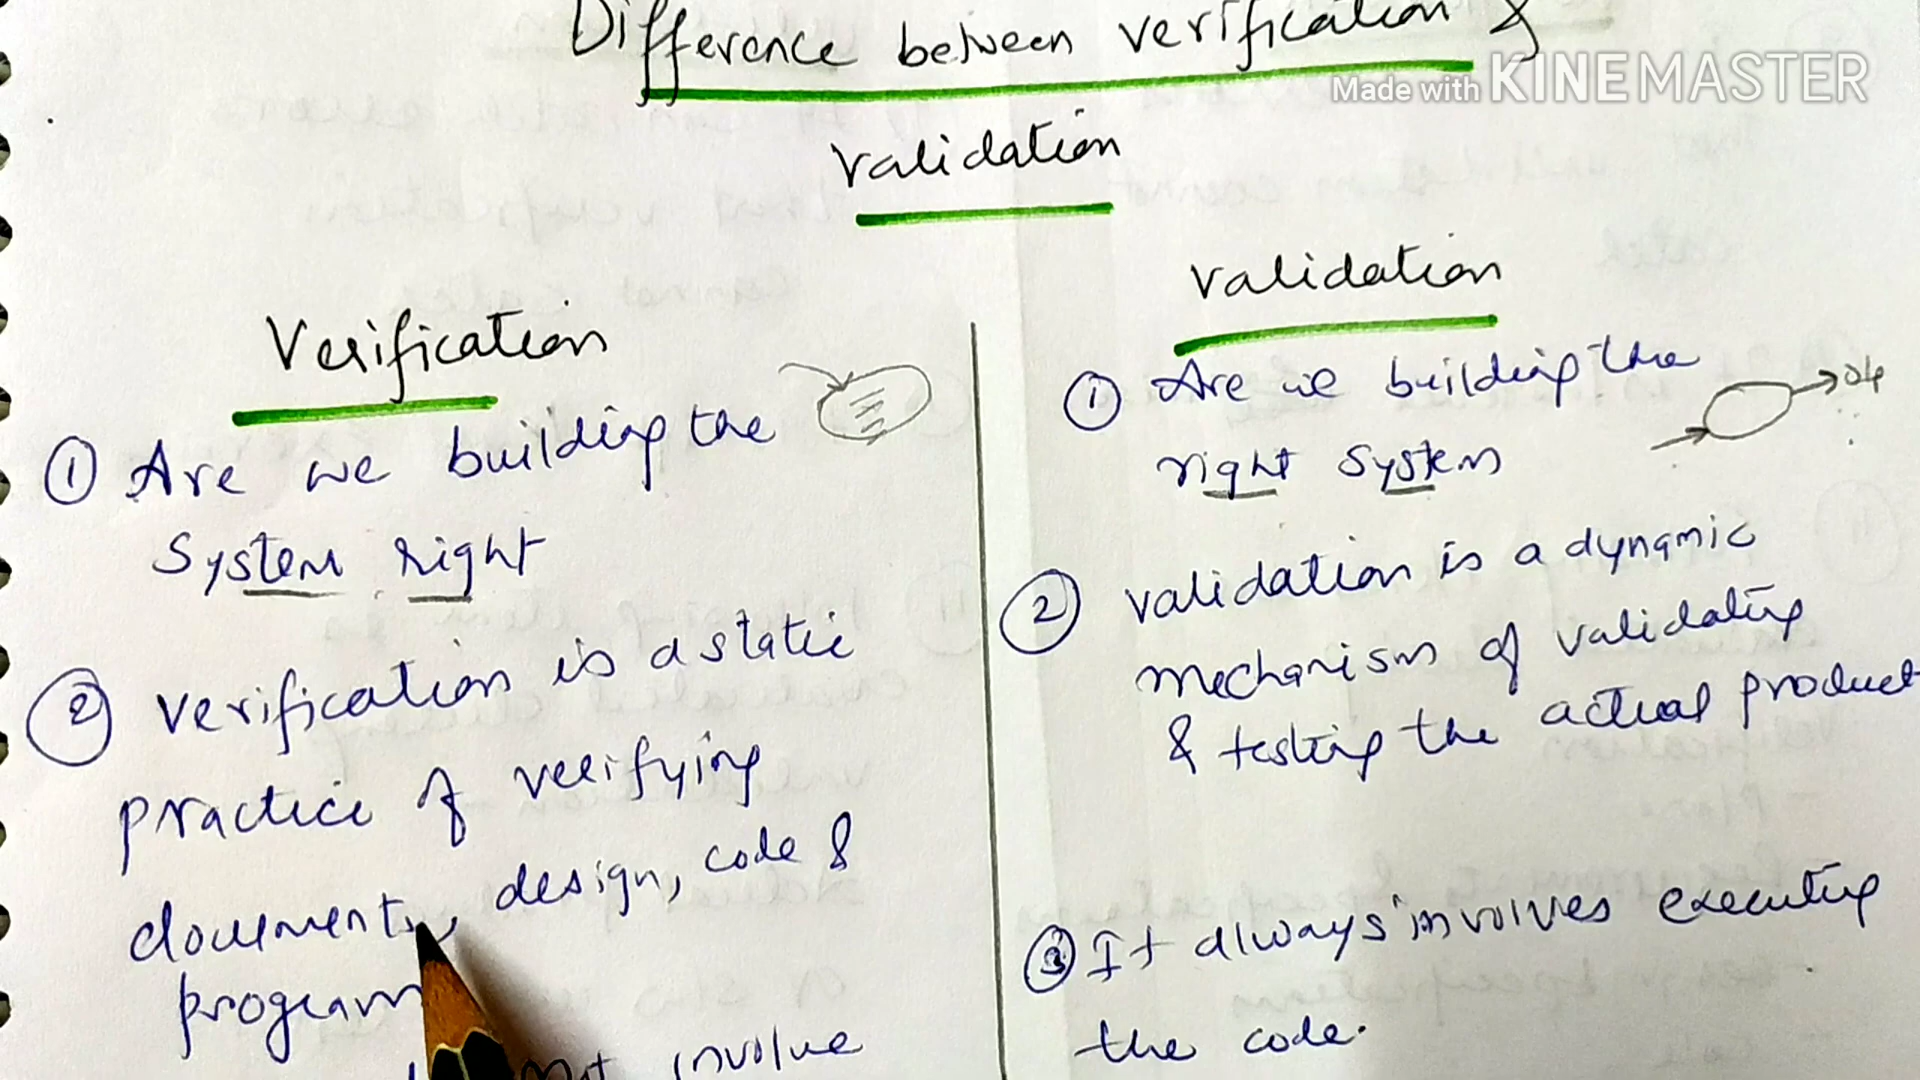 Difference between verification &
Made with KINEMASTER
validation
Verification
① Are we building the
System right
② verification is a static
practice of verifying
documents, design, code &
program
not involve
validation
① Are we building the
right System
② validation is a dynamic
mechanism of validating
& testing the actual product
③ It always involves executing
the code.